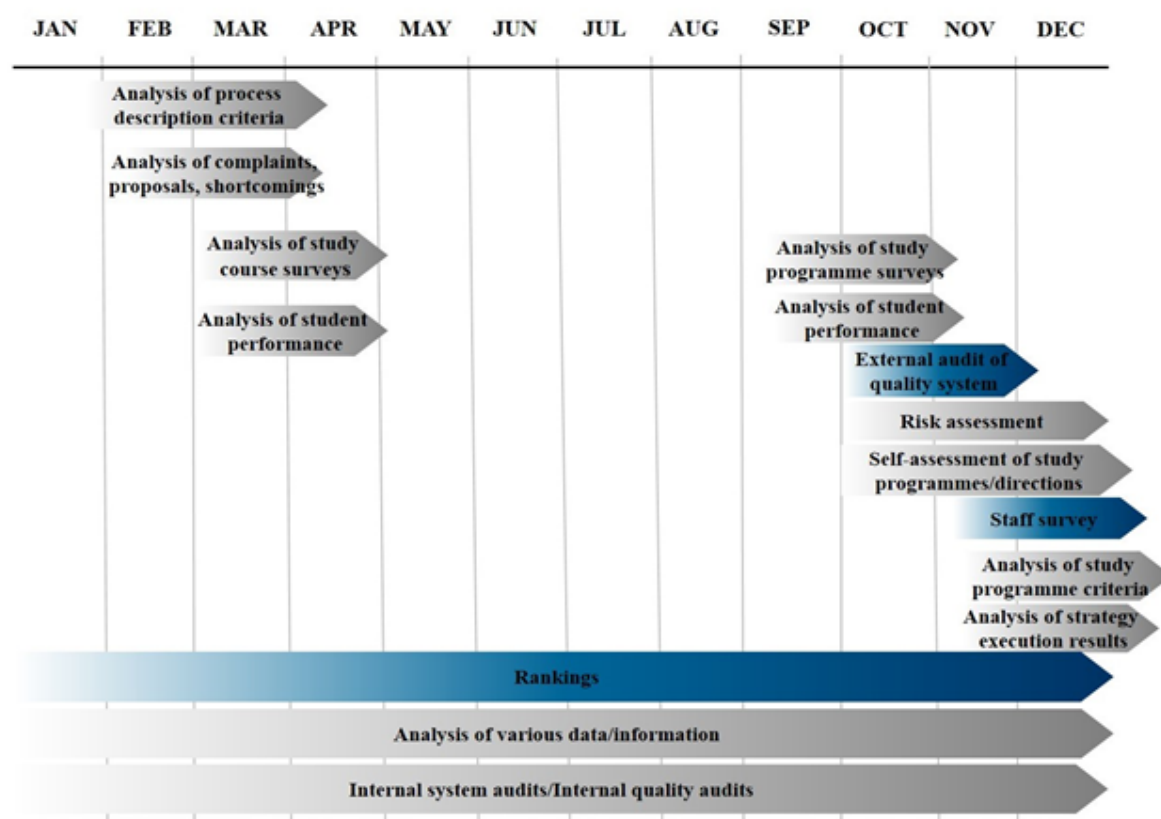 JAN FEB MAR APR MAY JUN JUL AUG SEP OCT NOV DEC
Analysis of process
description criteria
Analysis of complaints,
proposals, shortcomings
Analysis of study
course surveys
Analysis of study
programme surveys
Analysis of student
performance
Analysis of student
performance
External audit of
quality system
Risk assessment
Self-assessment of study
programmes/directions
Staff survey
Analysis of study
programme criteria
Analysis of strategy
execution results
Rankings
Analysis of various data/information
Internal system audits/Internal quality audits